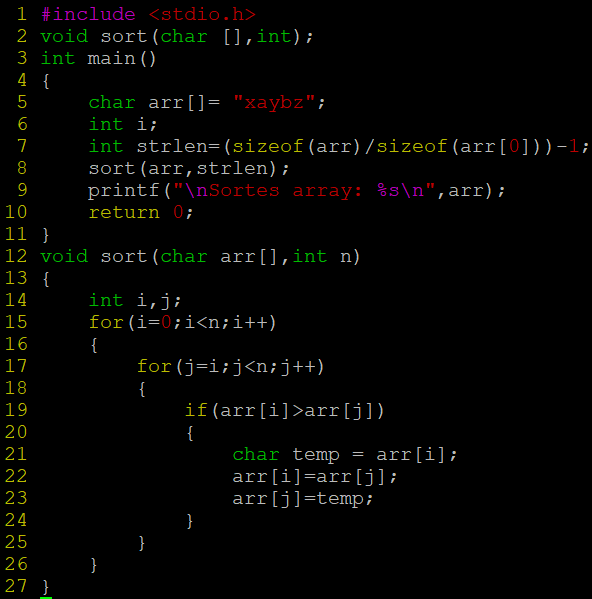 1 #include <stdio.h>
2 void sort(char [],int);
3 int main()
4 {
5     char arr[]= "xaybz";
6     int i;
7     int strlen=(sizeof(arr)/sizeof(arr[0]))-1;
8     sort(arr,strlen);
9     printf("\nSortes array: %s\n",arr);
10     return 0;
11 }
12 void sort(char arr[],int n)
13 {
14     int i,j;
15     for(i=0;i<n;i++)
16     {
17         for(j=i;j<n;j++)
18         {
19             if(arr[i]>arr[j])
20             {
21                 char temp = arr[i];
22                 arr[i]=arr[j];
23                 arr[j]=temp;
24             }
25         }
26     }
27 }